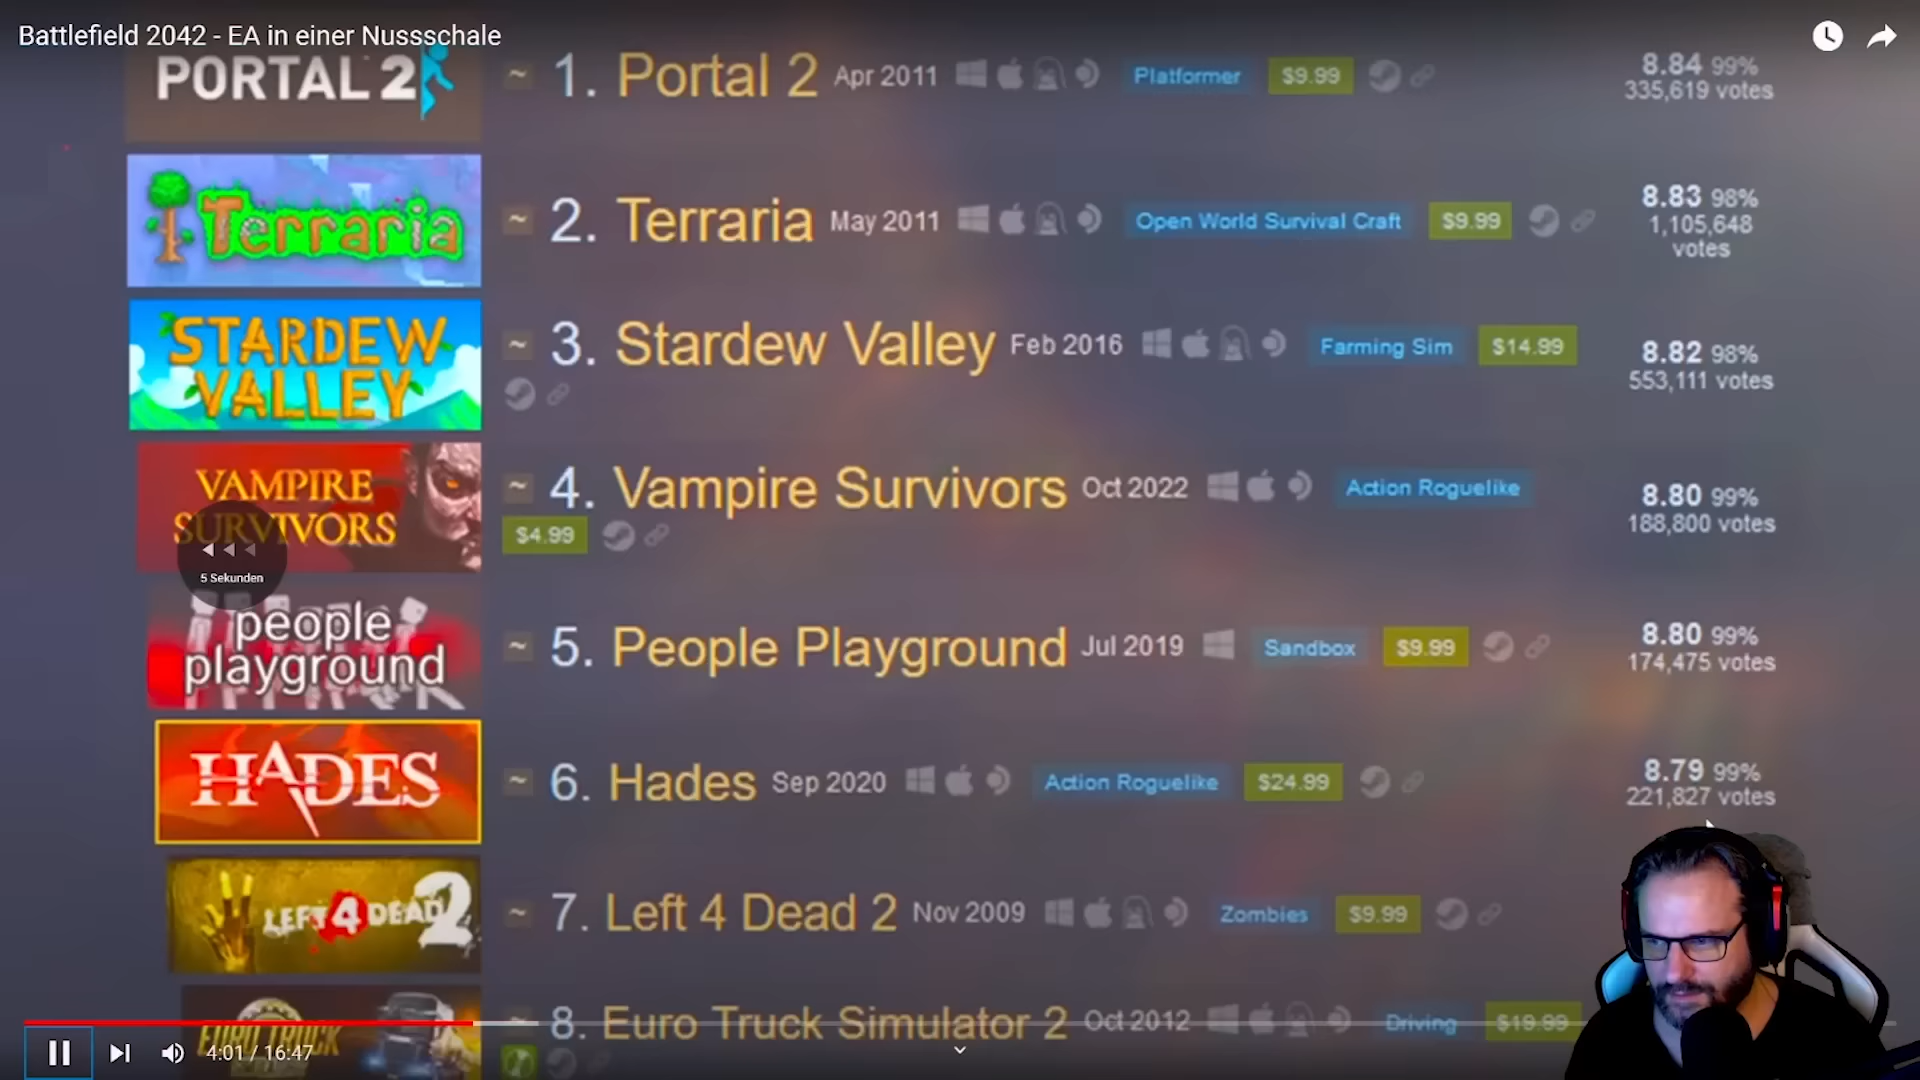 Battlefield 2042 - EA in einer Nussschale
PORTAL 2
~ 1. Portal 2 Apr 2011 Platformer $9.99
8.84 99%
335,619 votes
Terraria
~ 2. Terraria May 2011 Open World Survival Craft $9.99
8.83 98%
1,105,648
votes
STARDEW
VALLEY
~ 3. Stardew Valley Feb 2016 Farming Sim $14.99
8.82 98%
553,111 votes
VAMPIRE
SURVIVORS
~ 4. Vampire Survivors Oct 2022 Action Roguelike
$4.99
8.80 99%
188,800 votes
5 Sekunden
people
playground
~ 5. People Playground Jul 2019 Sandbox $9.99
8.80 99%
174,475 votes
HADES
~ 6. Hades Sep 2020 Action Roguelike $24.99
8.79 99%
221,827 votes
LEFT 4 DEAD 2
~ 7. Left 4 Dead 2 Nov 2009 Zombies $9.99
EURO TRUCK
~ 8. Euro Truck Simulator 2 Oct 2012 Driving $19.99
4:01 / 16:47